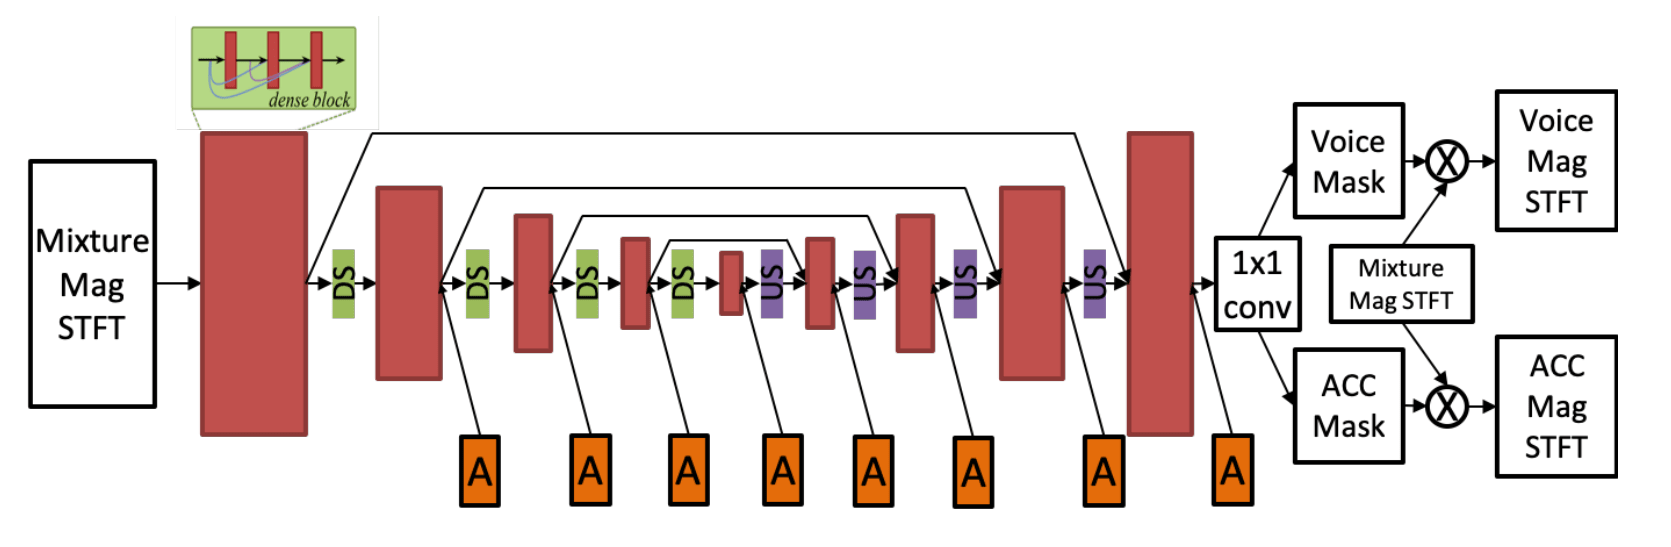 dense block
Mixture
Mag
STFT
DS
DS
DS
DS
US
US
US
US
A
A
A
A
A
A
A
A
1x1
conv
Voice
Mask
X
Voice
Mag
STFT
Mixture
Mag STFT
ACC
Mask
X
ACC
Mag
STFT